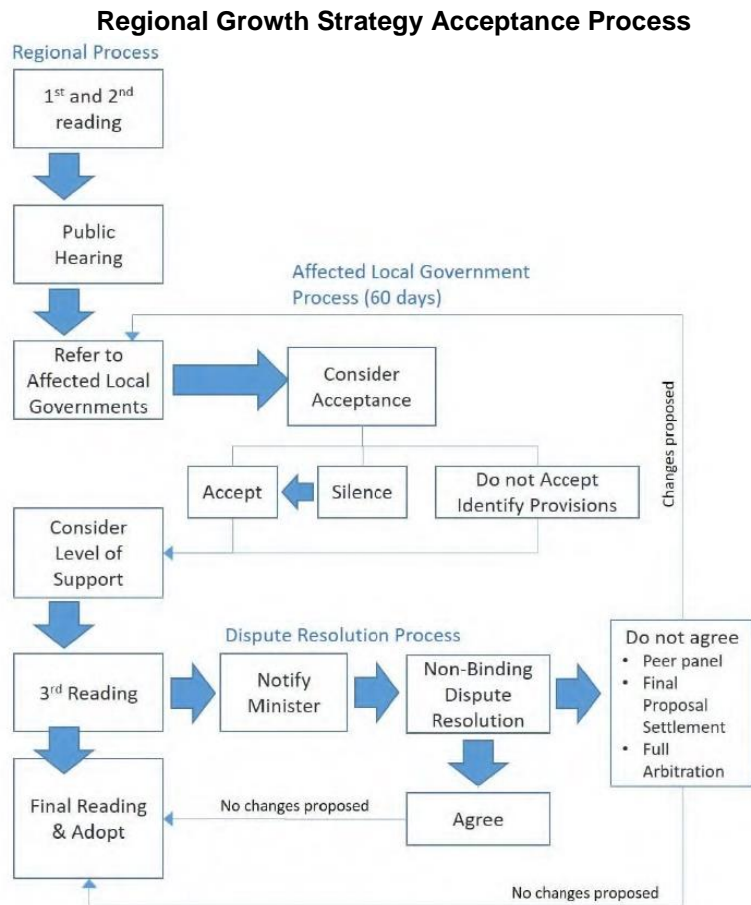 Regional Growth Strategy Acceptance Process
Regional Process
1st and 2nd
reading
Public
Hearing
Affected Local Government
Process (60 days)
Refer to
Affected Local
Governments
Consider
Acceptance
Changes proposed
Accept
Silence
Do not Accept
Identify Provisions
Consider
Level of
Support
Dispute Resolution Process
3rd Reading
Notify
Minister
Non-Binding
Dispute
Resolution
Do not agree
• Peer panel
• Final
Proposal
Settlement
• Full
Arbitration
Final Reading
& Adopt
No changes proposed
Agree
No changes proposed